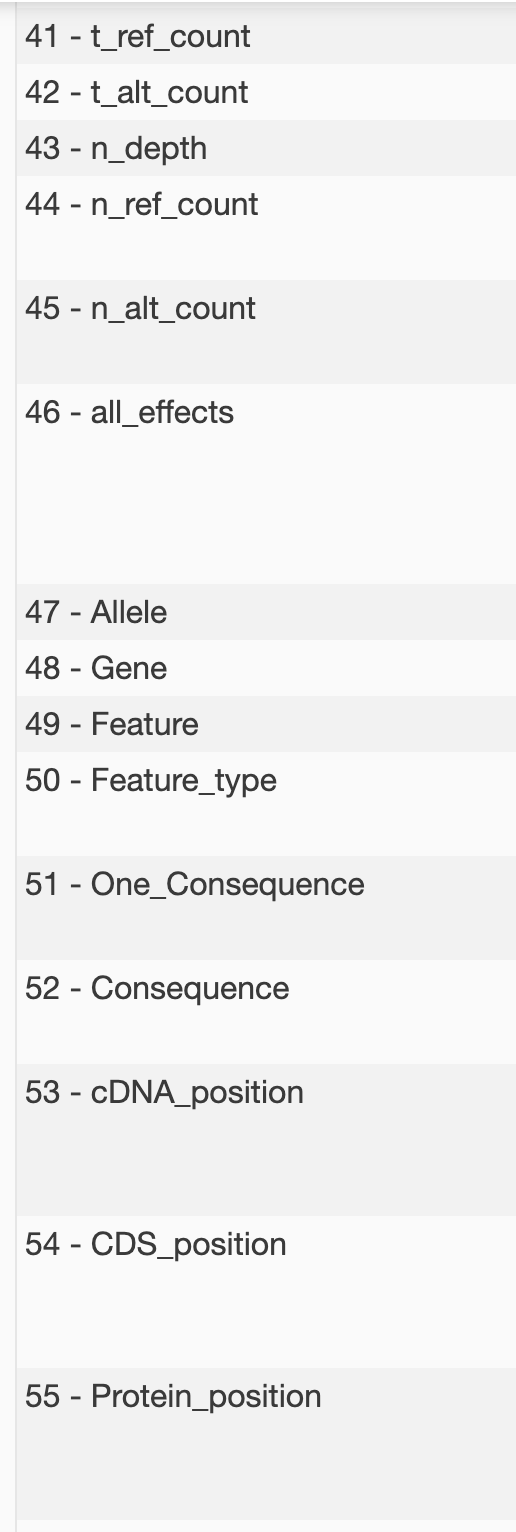 41 - t_ref_count
42 - t_alt_count
43 - n_depth
44 - n_ref_count
45 - n_alt_count
46 - all_effects
47 - Allele
48 - Gene
49 - Feature
50 - Feature_type
51 - One_Consequence
52 - Consequence
53 - cDNA_position
54 - CDS_position
55 - Protein_position